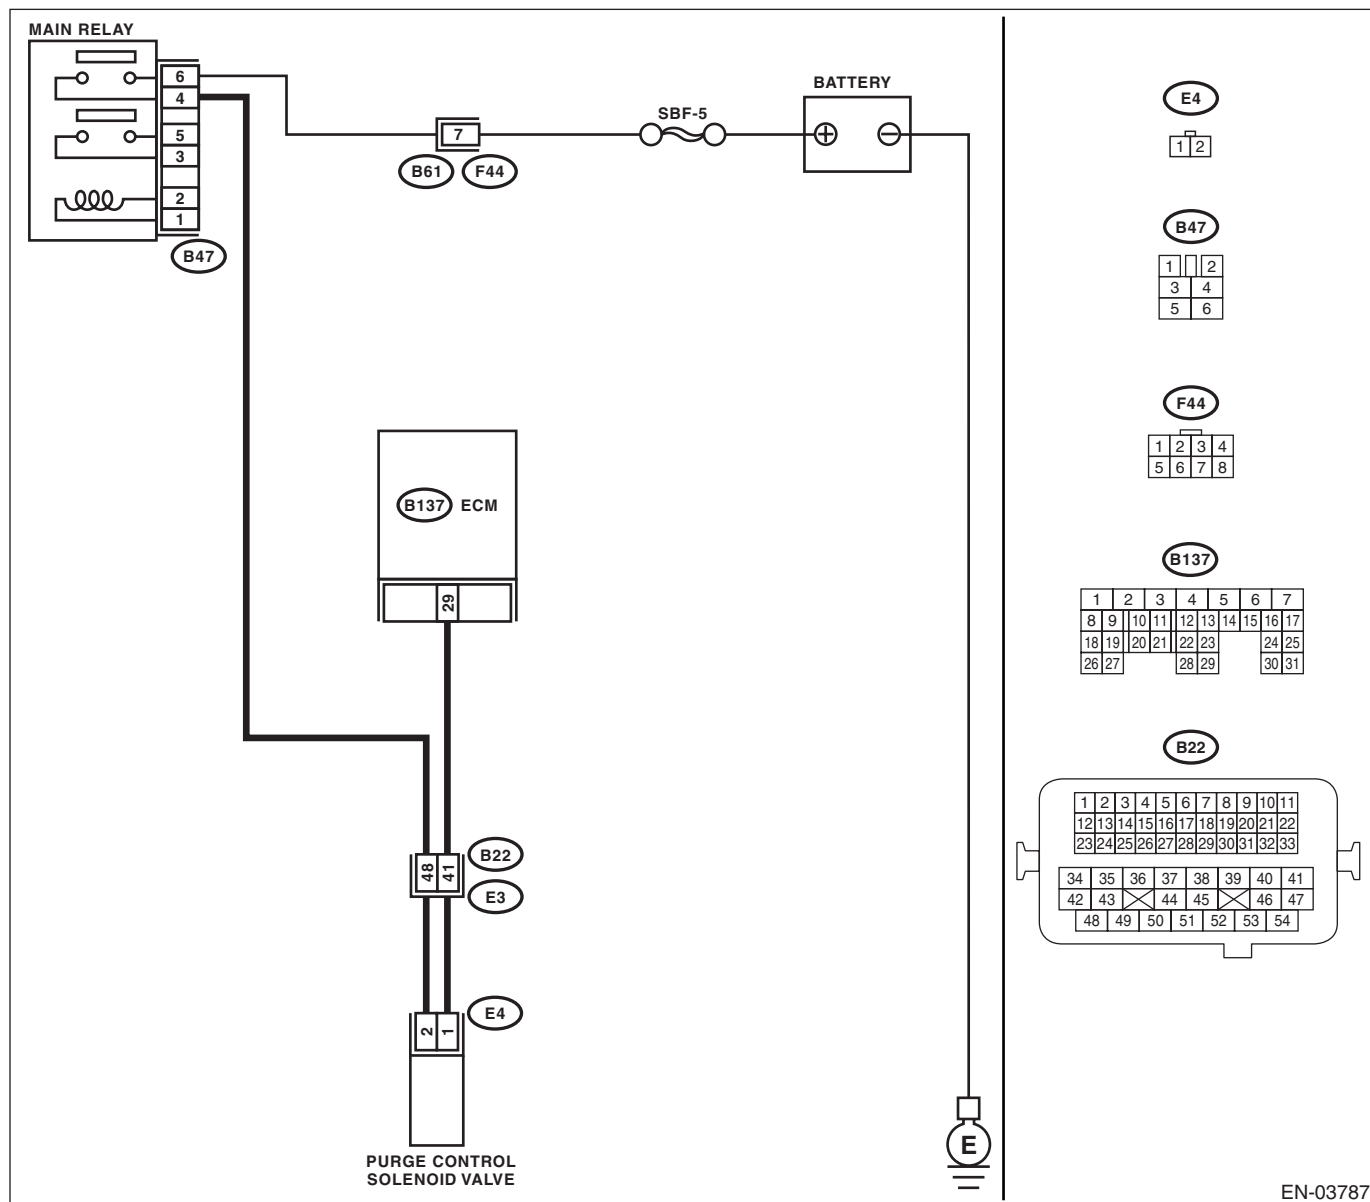 MAIN RELAY
6
4
5
3
2
1
B47
7
B61 F44
SBF-5
BATTERY
B137 ECM
29
48 41
B22
E3
2 1
E4
PURGE CONTROL
SOLENOID VALVE
E
E4
1 2
B47
1 2
3 4
5 6
F44
1 2 3 4
5 6 7 8
B137
1 2 3 4 5 6 7
8 9 10 11 12 13 14 15 16 17
18 19 20 21 22 23 24 25
26 27 28 29 30 31
B22
1 2 3 4 5 6 7 8 9 10 11
12 13 14 15 16 17 18 19 20 21 22
23 24 25 26 27 28 29 30 31 32 33
34 35 36 37 38 39 40 41
42 43 44 45 46 47
48 49 50 51 52 53 54
EN-03787